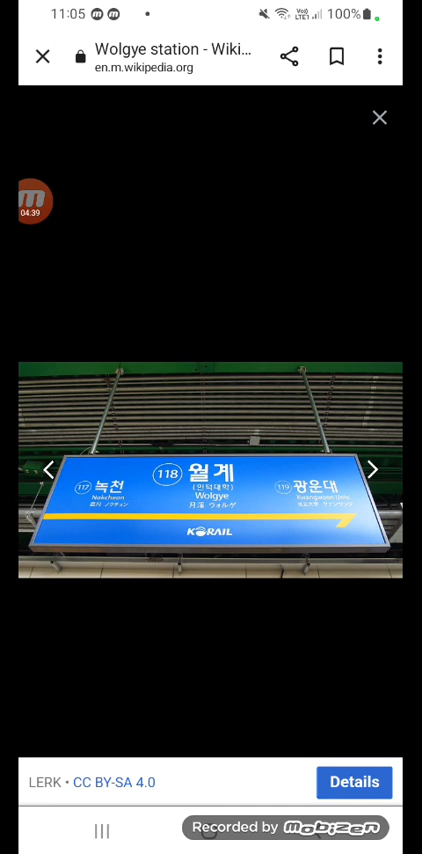 11:05
Vo))
LTE1
100%
Wolgye station - Wiki...
en.m.wikipedia.org
04:39
118 월계
(인덕대학)
Wolgye
月溪 ウォルゲ
117 녹천
Nokcheon
119 광운대
Kwangwoon Univ.
KORAIL
LERK • CC BY-SA 4.0
Details
Recorded by mobizen